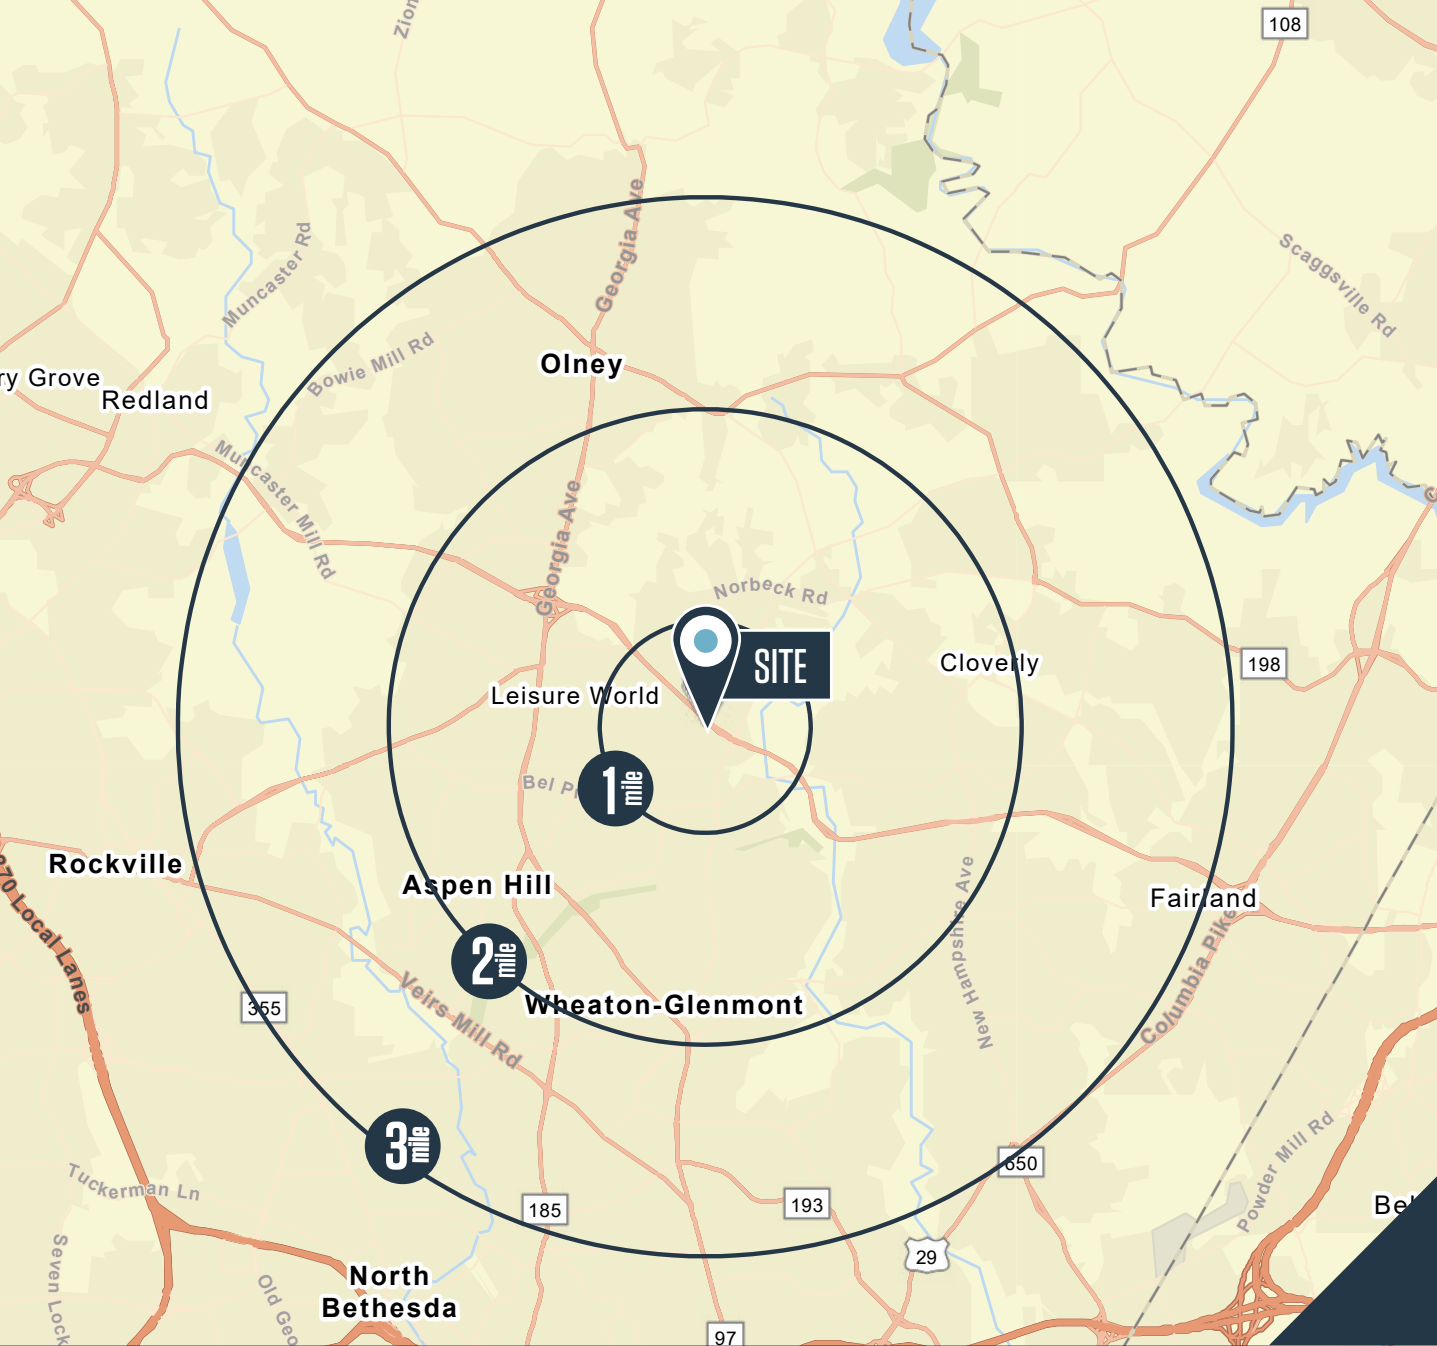 Zion
108
Georgia Ave
Muncaster Rd
Scaggsville Rd
Bowie Mill Rd
Olney
ry Grove
Redland
Muncaster Mill Rd
Georgia Ave
Norbeck Rd
SITE
Cloverly
198
Leisure World
Bel P
1 mile
Rockville
Aspen Hill
270 Local Lanes
Fairland
New Hampshire Ave
Columbia Pike
2 mile
Wheaton-Glenmont
355
Veirs Mill Rd
3 mile
650
Powder Mill Rd
Tuckerman Ln
185
193
Bel
29
Seven Lock
Old Geo
North
Bethesda
97